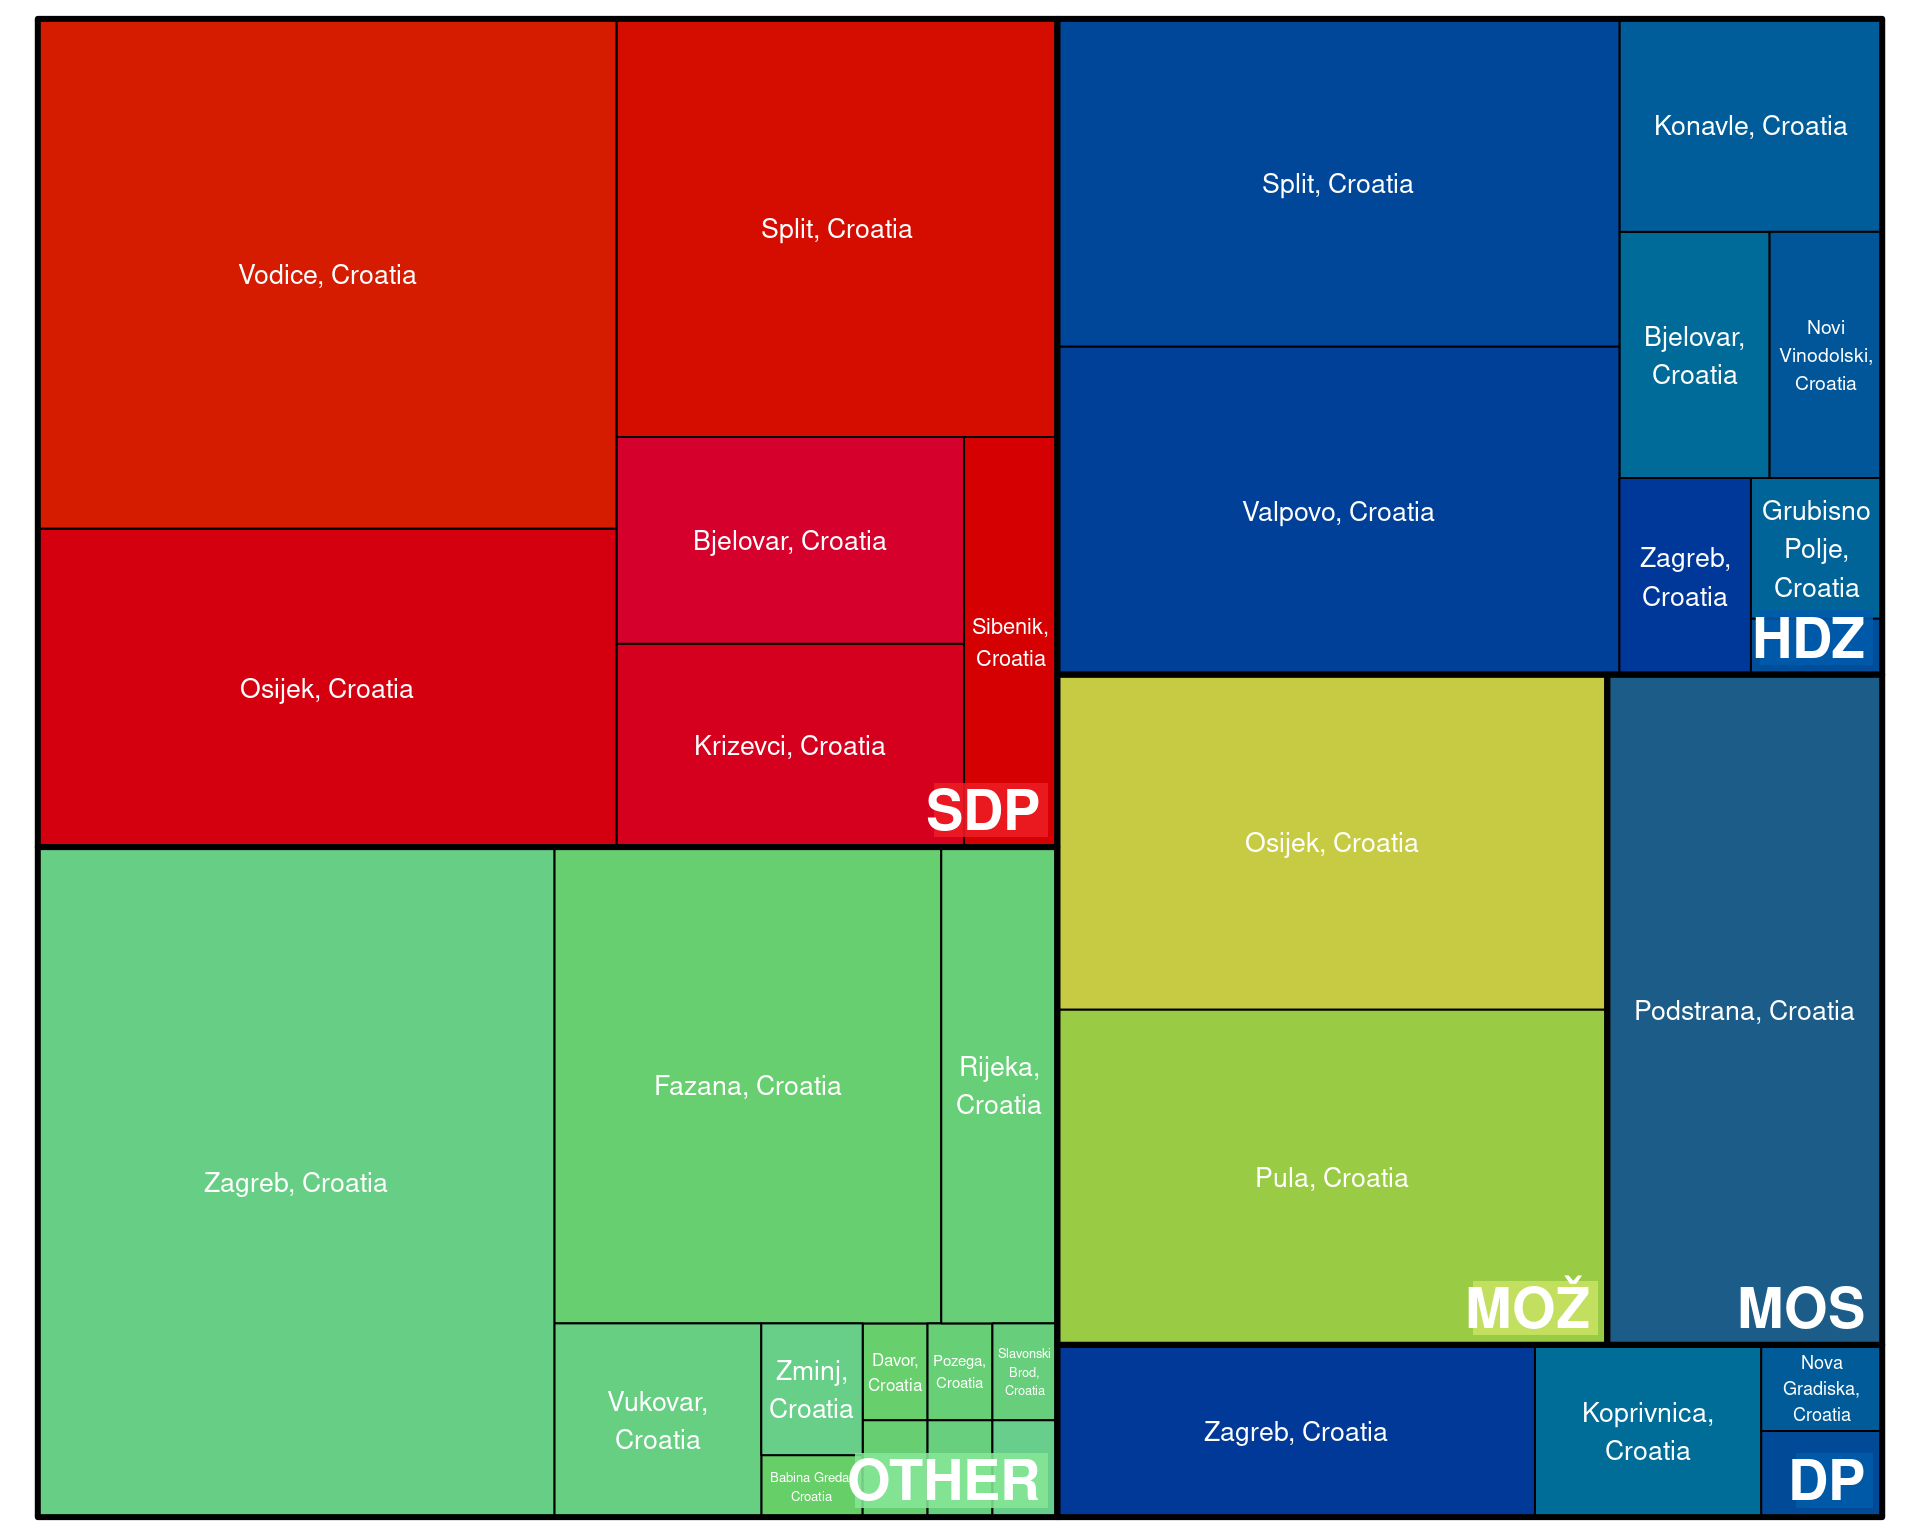 Vodice, Croatia
Osijek, Croatia
Split, Croatia
Bjelovar, Croatia
Krizevci, Croatia
Sibenik,
Croatia
SDP
Zagreb, Croatia
Fazana, Croatia
Rijeka,
Croatia
Vukovar,
Croatia
Zminj,
Croatia
Babina Greda,
Croatia
Davor,
Croatia
Pozega,
Croatia
Slavonski
Brod,
Croatia
OTHER
Split, Croatia
Valpovo, Croatia
Konavle, Croatia
Bjelovar,
Croatia
Novi
Vinodolski,
Croatia
Zagreb,
Croatia
Grubisno
Polje,
Croatia
HDZ
Osijek, Croatia
Pula, Croatia
MOŽ
Podstrana, Croatia
MOS
Zagreb, Croatia
Koprivnica,
Croatia
Nova
Gradiska,
Croatia
DP